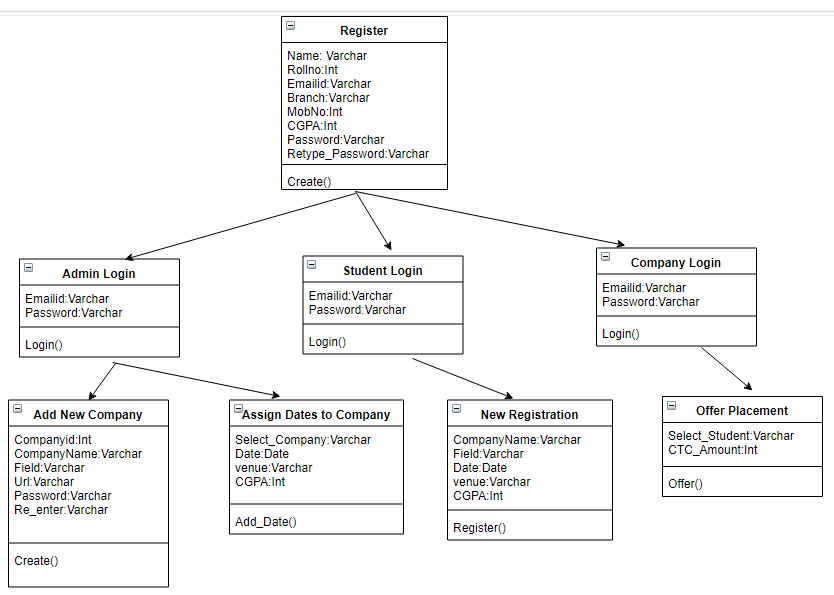 Register
Name: Varchar
Rollno:Int
Emailid:Varchar
Branch:Varchar
MobNo:Int
CGPA:Int
Password:Varchar
Retype_Password:Varchar
Create()
Admin Login
Emailid:Varchar
Password:Varchar
Login()
Student Login
Emailid:Varchar
Password:Varchar
Login()
Company Login
Emailid:Varchar
Password:Varchar
Login()
Add New Company
Companyid:Int
CompanyName:Varchar
Field:Varchar
Url:Varchar
Password:Varchar
Re_enter:Varchar
Create()
Assign Dates to Company
Select_Company:Varchar
Date:Date
venue:Varchar
CGPA:Int
Add_Date()
New Registration
CompanyName:Varchar
Field:Varchar
Date:Date
venue:Varchar
CGPA:Int
Register()
Offer Placement
Select_Student:Varchar
CTC_Amount:Int
Offer()